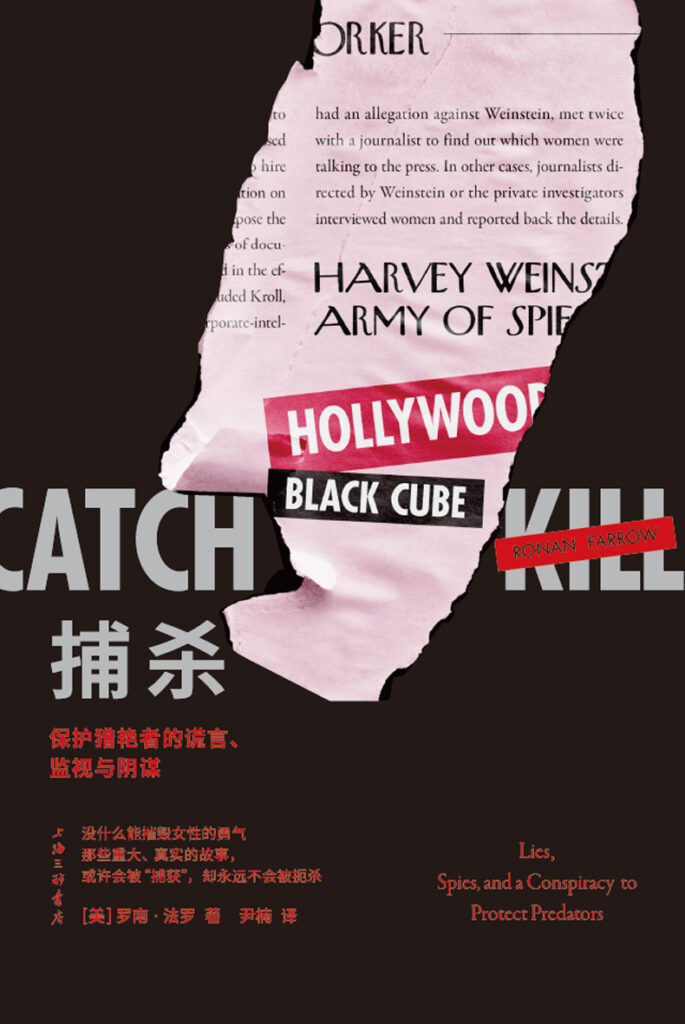 ORKER
to
sed
hire
tion on
pose the
of docu-
d in the ef-
uded Kroll,
rporate-intel-
had an allegation against Weinstein, met twice
with a journalist to find out which women were
talking to the press. In other cases, journalists di-
rected by Weinstein or the private investigators
interviewed women and reported back the details.
HARVEY WEINST
ARMY OF SPIE
HOLLYWOOD
BLACK CUBE
CATCH KILL
RONAN FARROW
捕杀
保护猎艳者的谎言、
监视与阴谋
没什么能摧毁女性的勇气
那些重大、真实的故事，
或许会被“捕获”，却永远不会被扼杀
[美]罗南·法罗 著 尹楠 译
上海三联书店
Lies,
Spies, and a Conspiracy to
Protect Predators